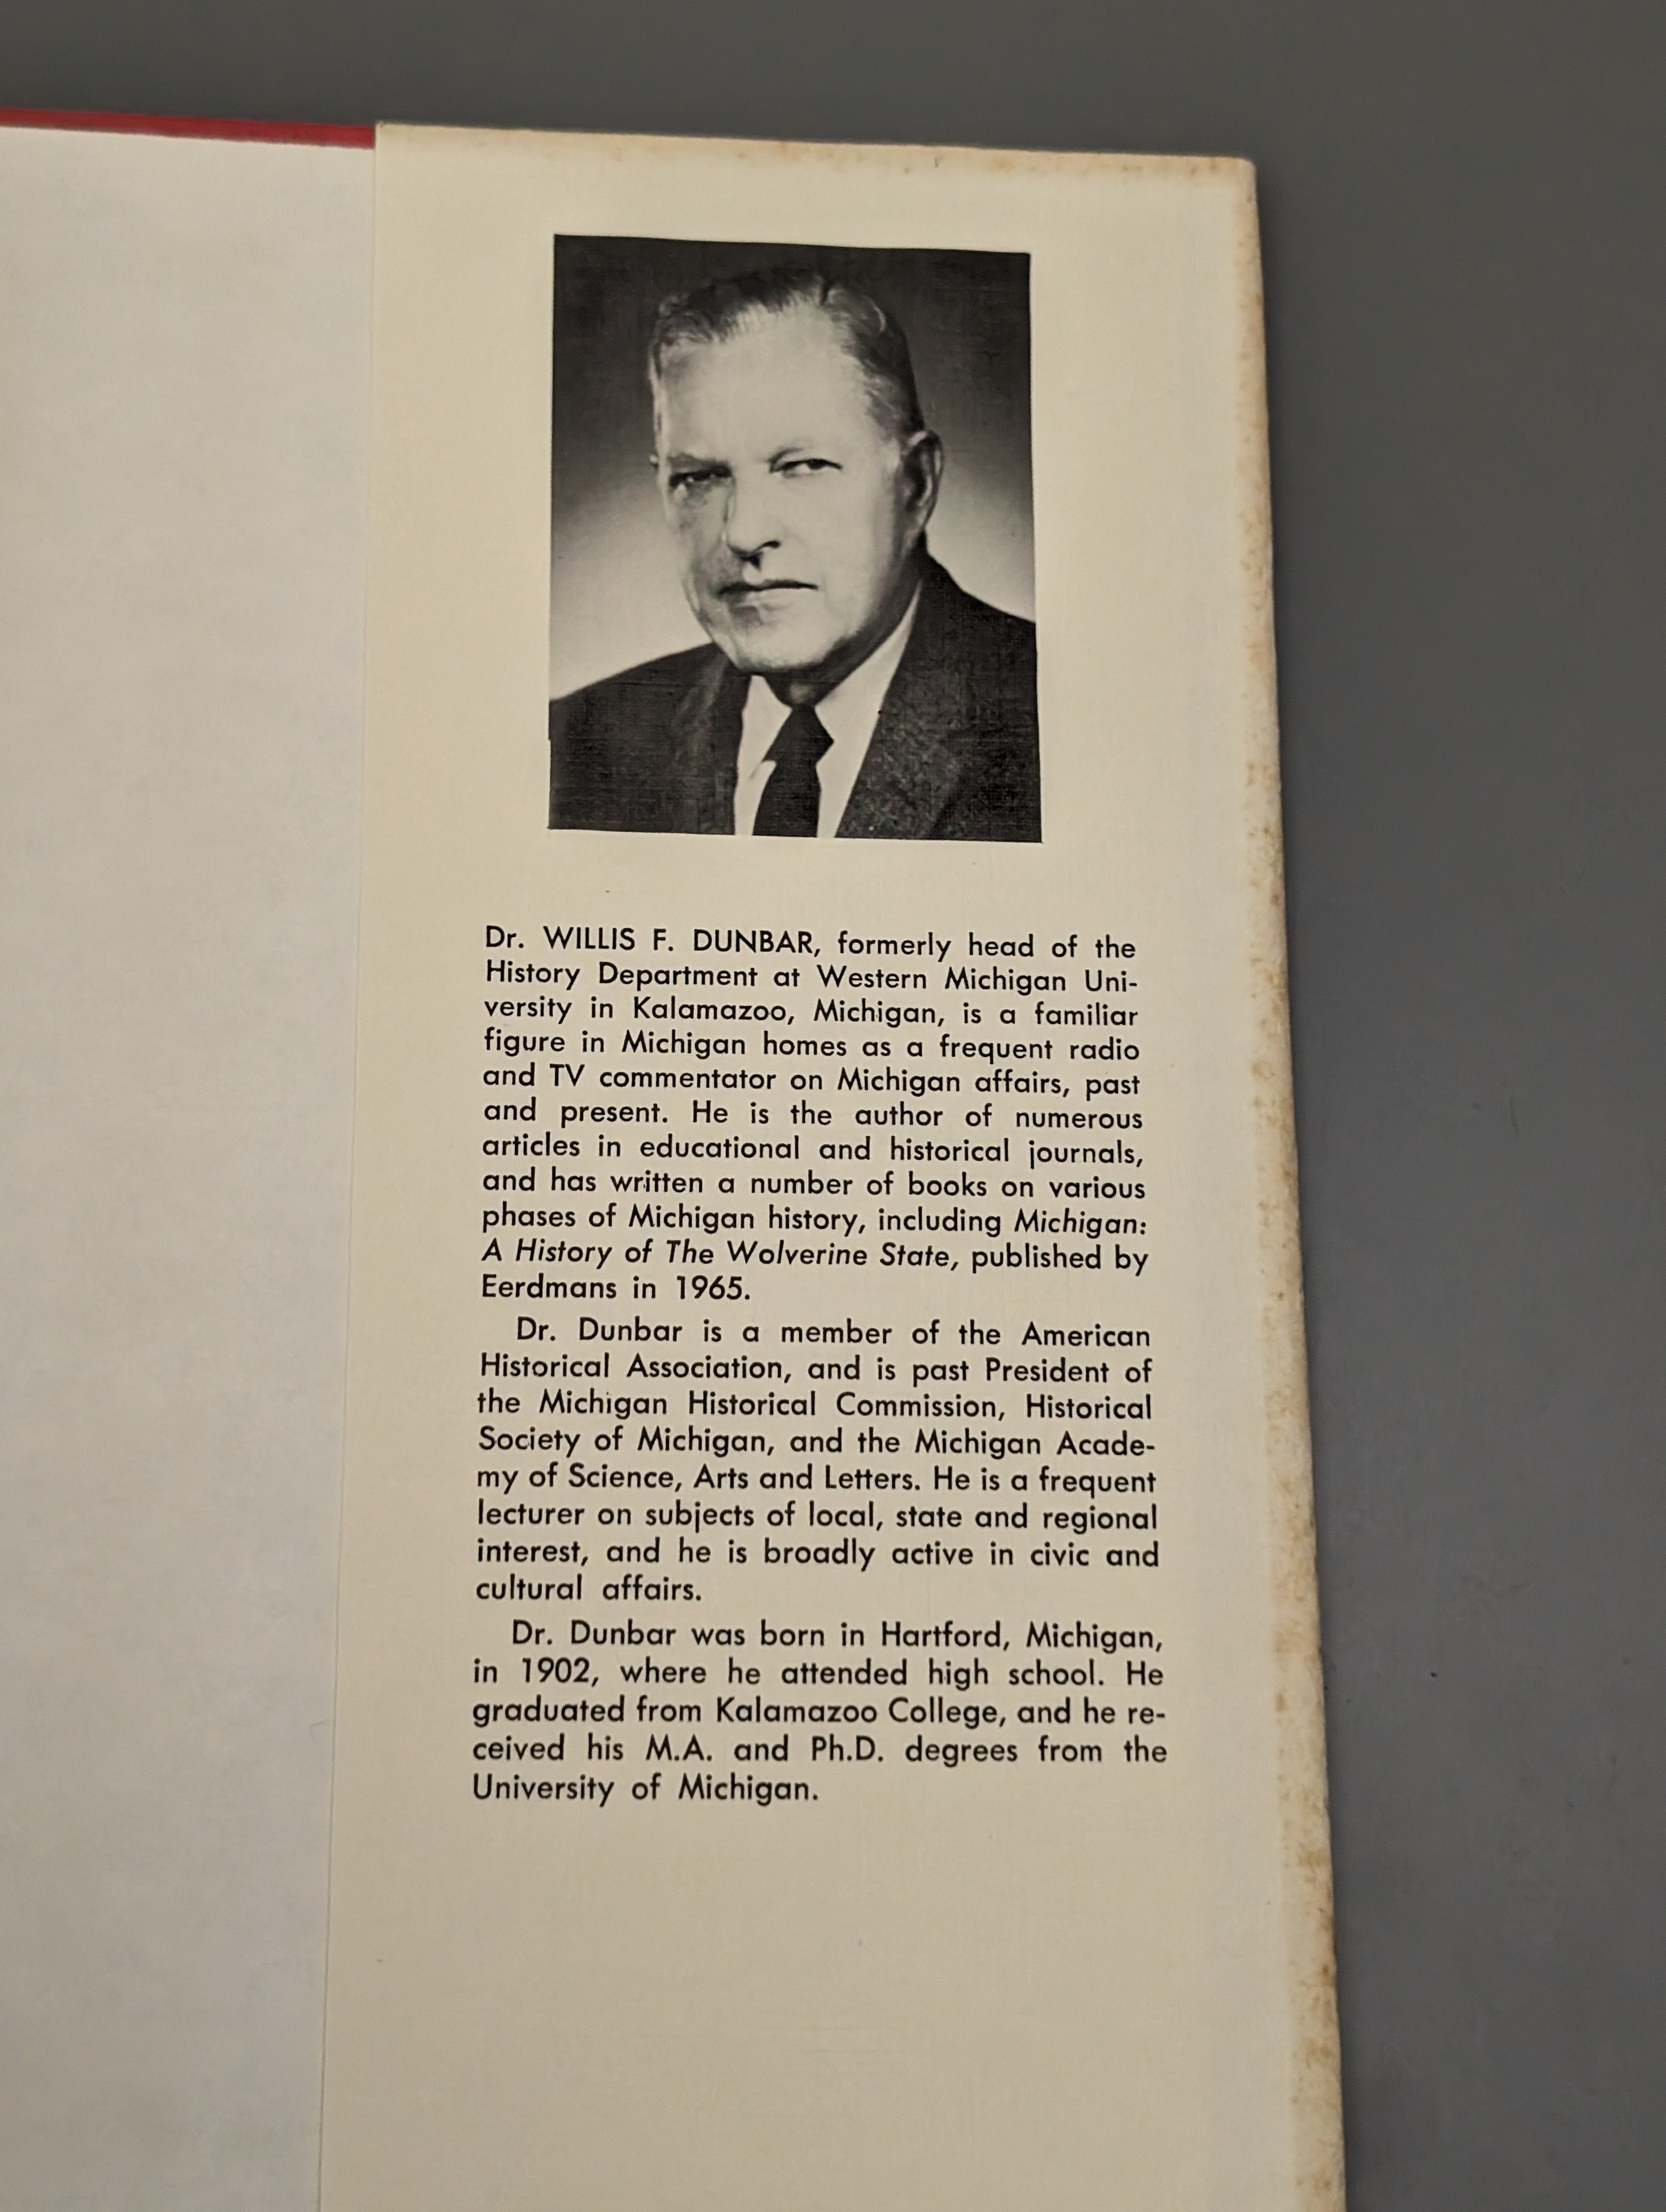 Dr. WILLIS F. DUNBAR, formerly head of the
History Department at Western Michigan Uni-
versity in Kalamazoo, Michigan, is a familiar
figure in Michigan homes as a frequent radio
and TV commentator on Michigan affairs, past
and present. He is the author of numerous
articles in educational and historical journals,
and has written a number of books on various
phases of Michigan history, including Michigan:
A History of The Wolverine State, published by
Eerdmans in 1965.
Dr. Dunbar is a member of the American
Historical Association, and is past President of
the Michigan Historical Commission, Historical
Society of Michigan, and the Michigan Acade-
my of Science, Arts and Letters. He is a frequent
lecturer on subjects of local, state and regional
interest, and he is broadly active in civic and
cultural affairs.
Dr. Dunbar was born in Hartford, Michigan,
in 1902, where he attended high school. He
graduated from Kalamazoo College, and he re-
ceived his M.A. and Ph.D. degrees from the
University of Michigan.